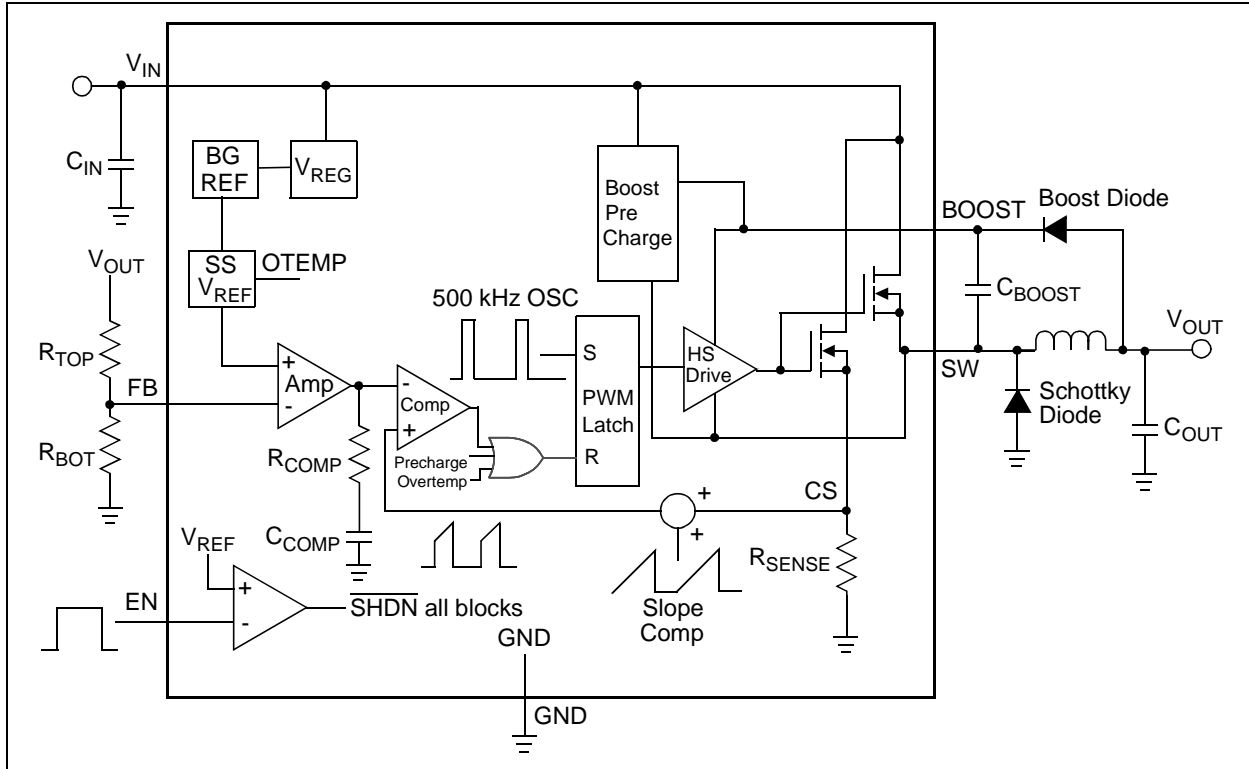 VIN
CIN
BG
REF
VREG
Boost
Pre
Charge
BOOST
Boost Diode
VOUT
SS
VREF
OTEMP
CBOOST
500 kHz OSC
VOUT
RTOP
S
HS
Drive
SW
+
Amp
-
-
Comp
+
PWM
Latch
Schottky
Diode
FB
COUT
RBOT
RCOMP
Precharge
Overtemp
R
CS
+
+
CCOMP
RSENSE
VREF
+
-
EN
SHDN all blocks
Slope
Comp
GND
GND